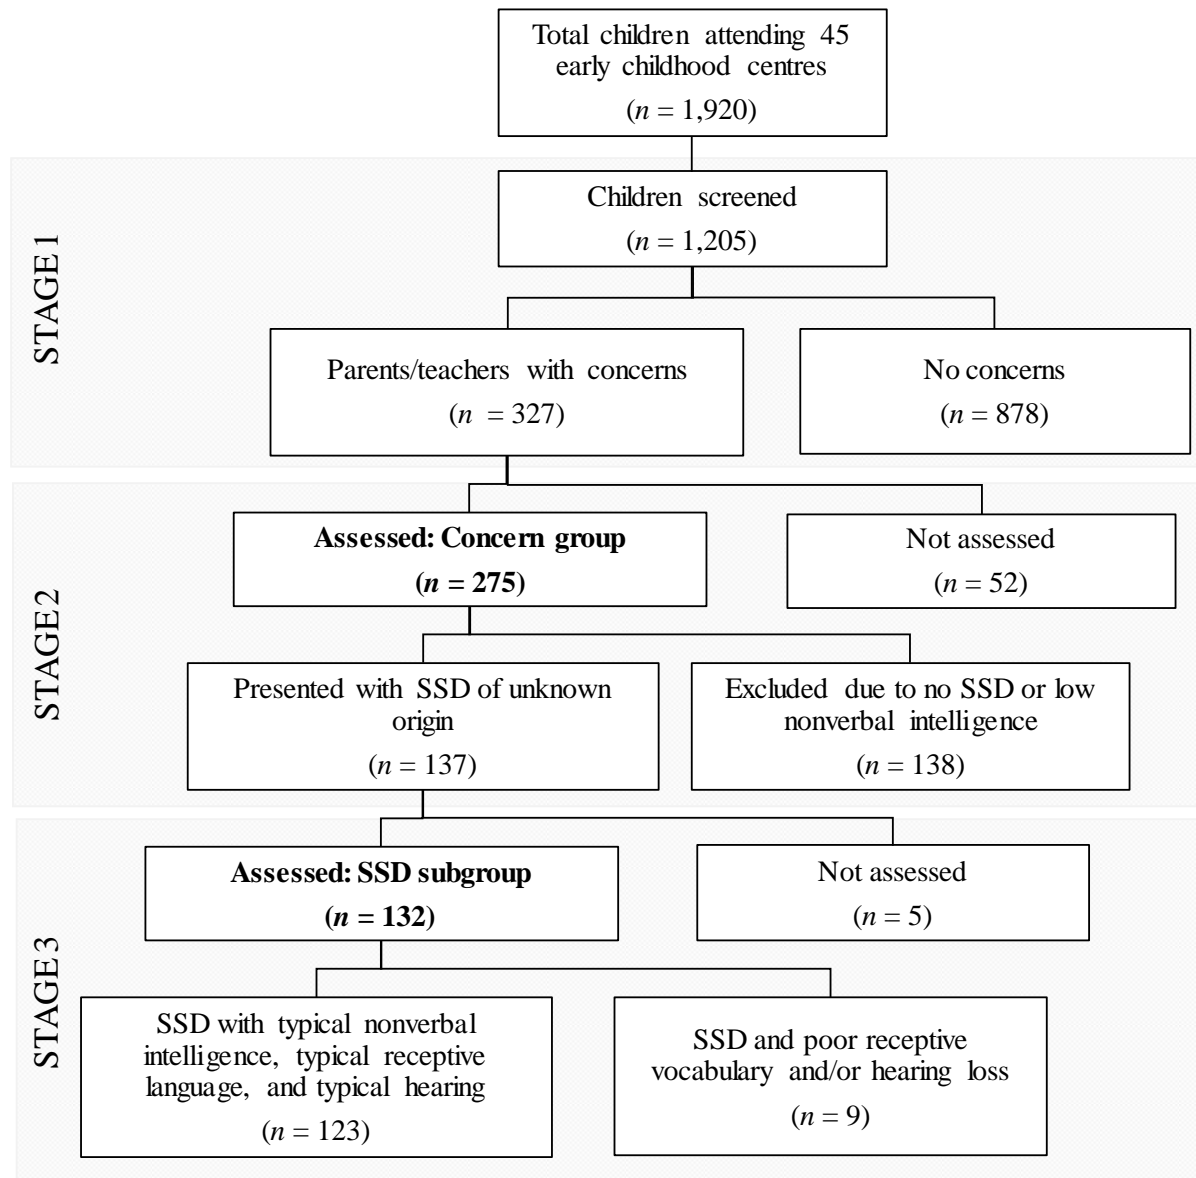 Total children attending 45
early childhood centres
(n = 1,920)
STAGE 1
Children screened
(n = 1,205)
Parents/teachers with concerns
(n = 327)
No concerns
(n = 878)
STAGE 2
Assessed: Concern group
(n = 275)
Not assessed
(n = 52)
Presented with SSD of unknown
origin
(n = 137)
Excluded due to no SSD or low
nonverbal intelligence
(n = 138)
STAGE 3
Assessed: SSD subgroup
(n = 132)
Not assessed
(n = 5)
SSD with typical nonverbal
intelligence, typical receptive
language, and typical hearing
(n = 123)
SSD and poor receptive
vocabulary and/or hearing loss
(n = 9)